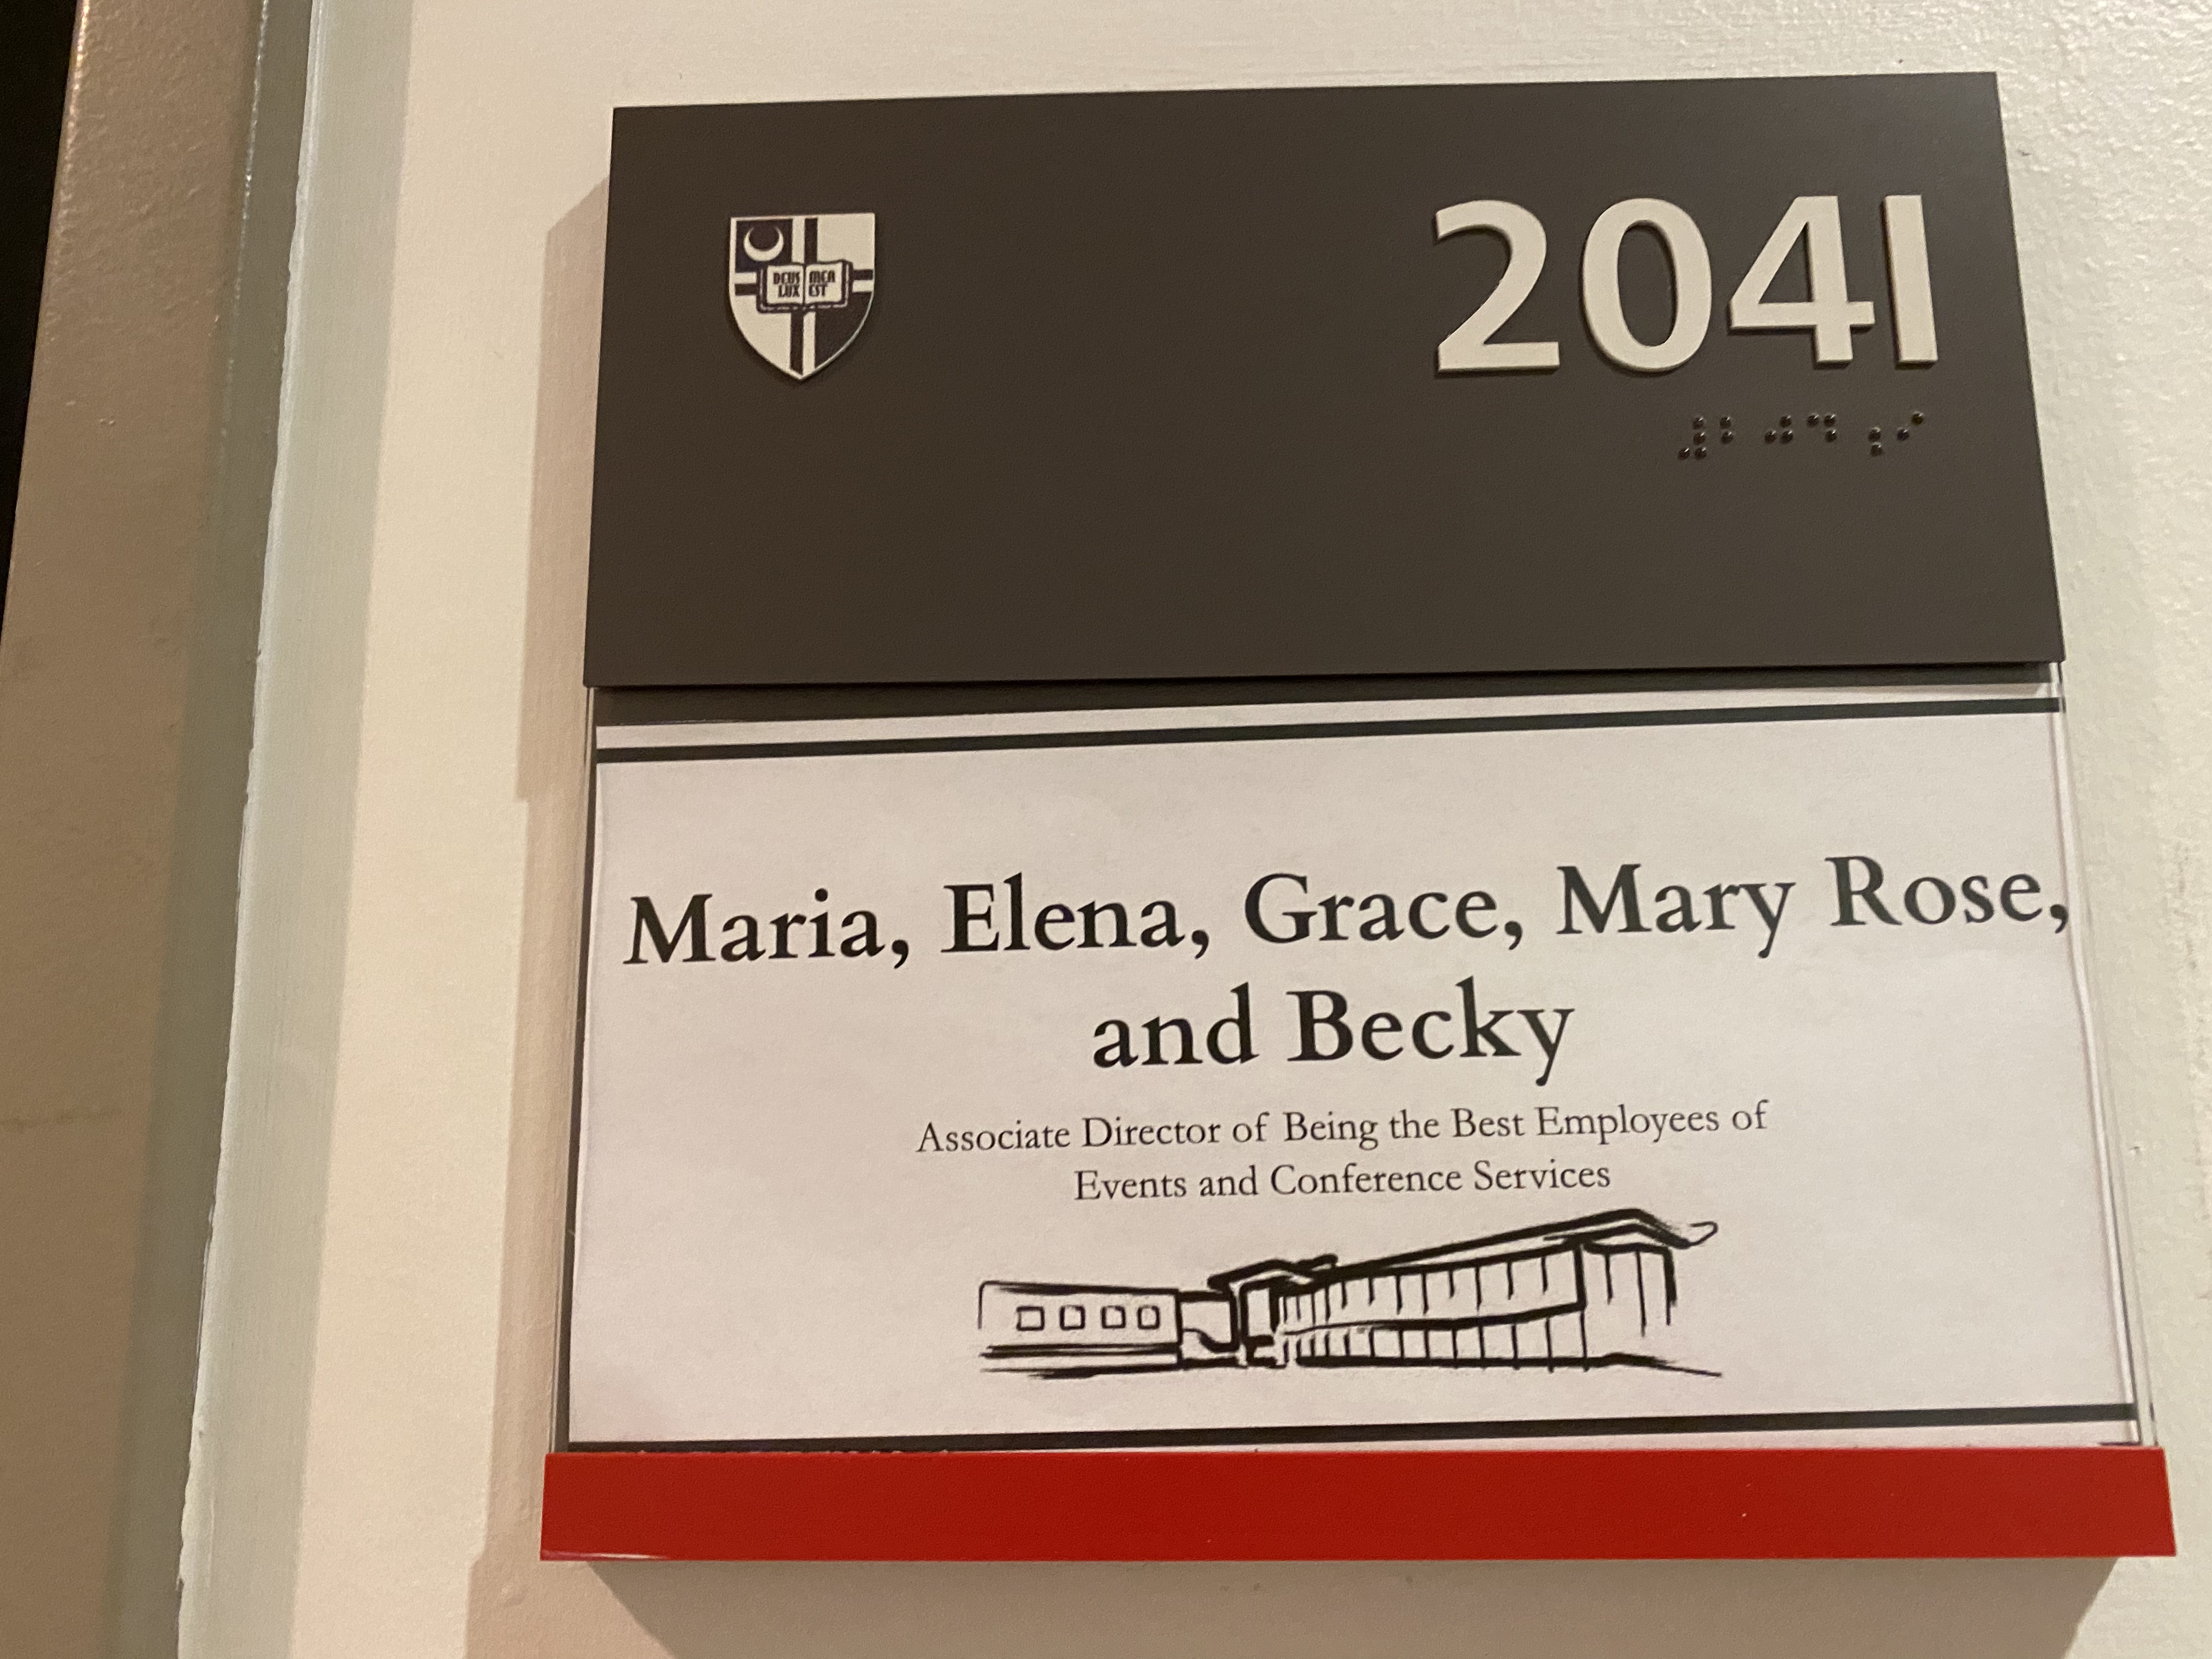 204I
DEUS MEA
LUX EST
⠼⠃⠚⠙⠰⠊
Maria, Elena, Grace, Mary Rose,
and Becky
Associate Director of Being the Best Employees of
Events and Conference Services